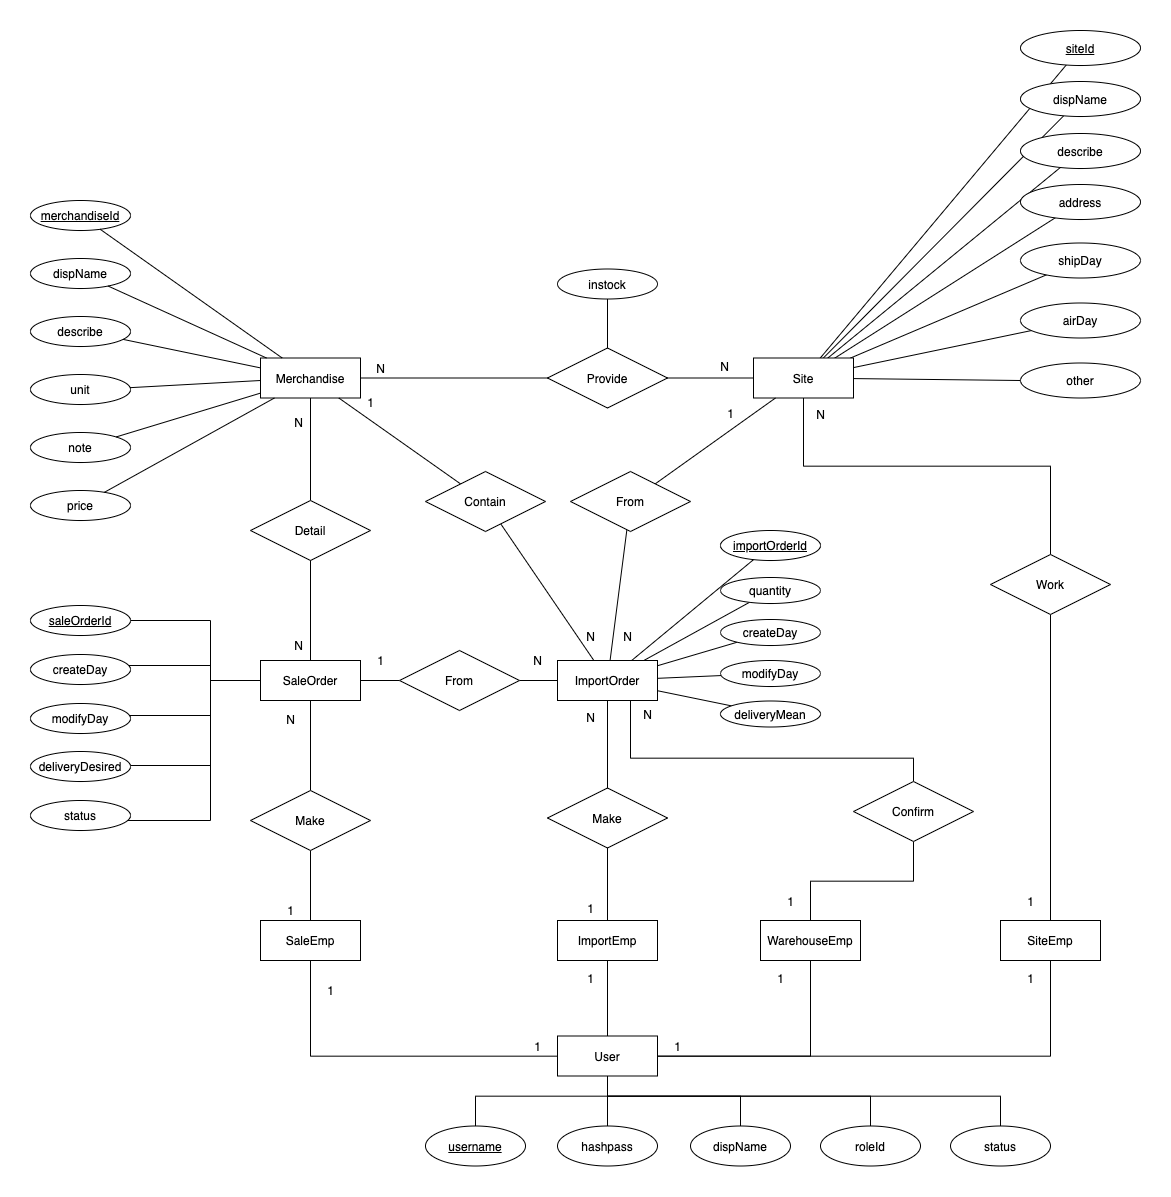 siteId
dispName
describe
address
merchandiseId
shipDay
dispName
instock
airDay
describe
N
N
Merchandise
Provide
Site
other
unit
1
1
N
N
note
Contain
From
price
Detail
importOrderId
Work
quantity
saleOrderId
createDay
N
N
N
1
N
createDay
SaleOrder
From
ImportOrder
modifyDay
N
N
N
modifyDay
deliveryMean
deliveryDesired
status
Make
Make
Confirm
1
1
1
1
SaleEmp
ImportEmp
WarehouseEmp
SiteEmp
1
1
1
1
1
1
User
username
hashpass
dispName
roleId
status